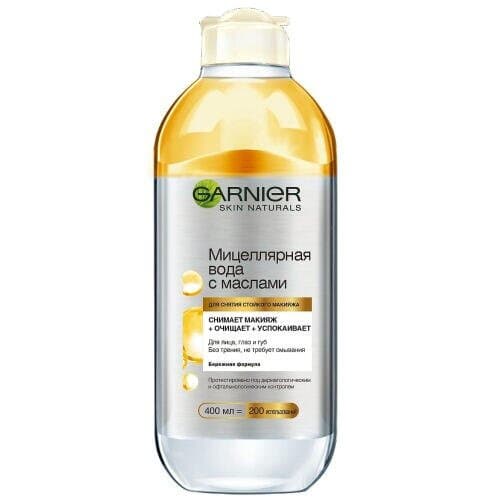 GARNIER
SKIN NATURALS
Мицеллярная
вода
с маслами
ДЛЯ СНЯТИЯ СТОЙКОГО МАКИЯЖА
СНИМАЕТ МАКИЯЖ
+ ОЧИЩАЕТ + УСПОКАИВАЕТ
Для лица, глаз и губ
Без трения, не требует смывания
Бережная формула
Протестировано под дерматологическим
и офтальмологическим контролем
400 МЛ = 200 использований